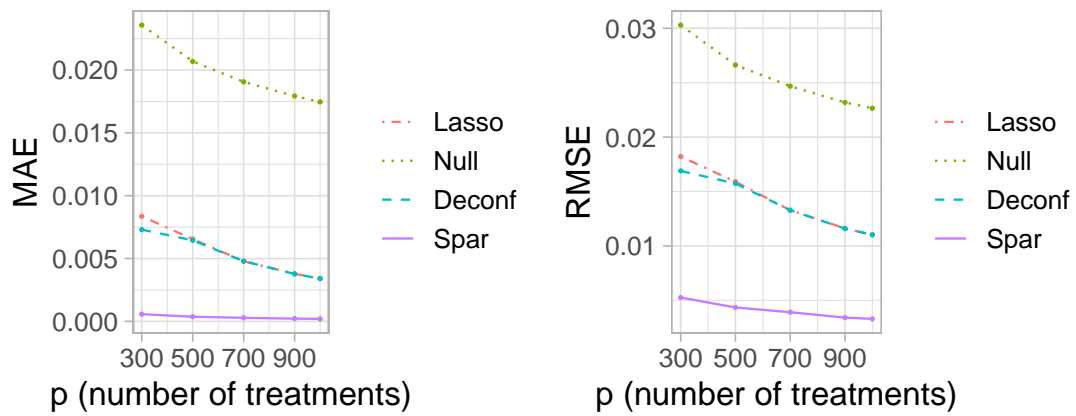 MAE
0.020
0.015
0.010
0.005
0.000
300 500 700 900
p (number of treatments)
Lasso
Null
Deconf
Spar
RMSE
0.03
0.02
0.01
300 500 700 900
p (number of treatments)
Lasso
Null
Deconf
Spar